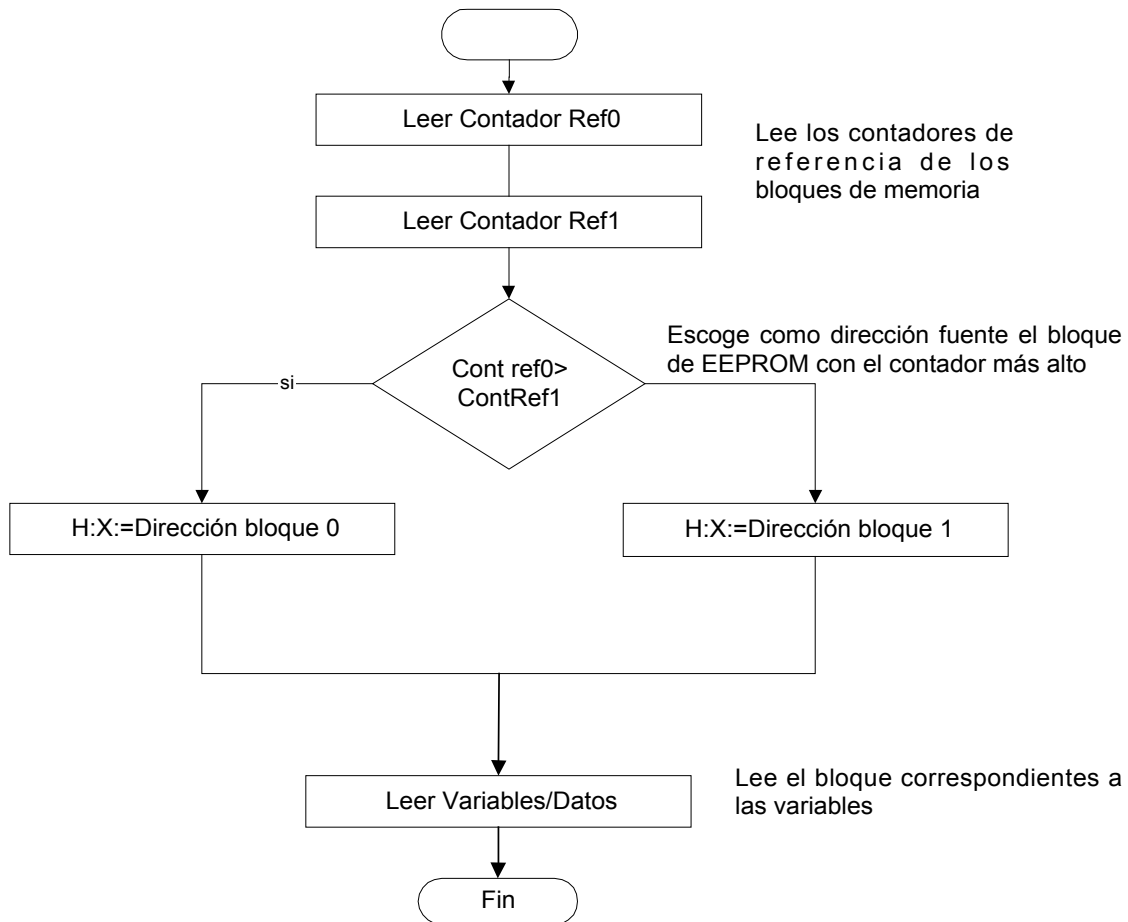 Leer Contador Ref0
Lee los contadores de
referencia de los
bloques de memoria
Leer Contador Ref1
Escoge como dirección fuente el bloque
de EEPROM con el contador más alto
Cont ref0>
ContRef1
si
H:X:=Dirección bloque 0
H:X:=Dirección bloque 1
Lee el bloque correspondientes a
las variables
Leer Variables/Datos
Fin